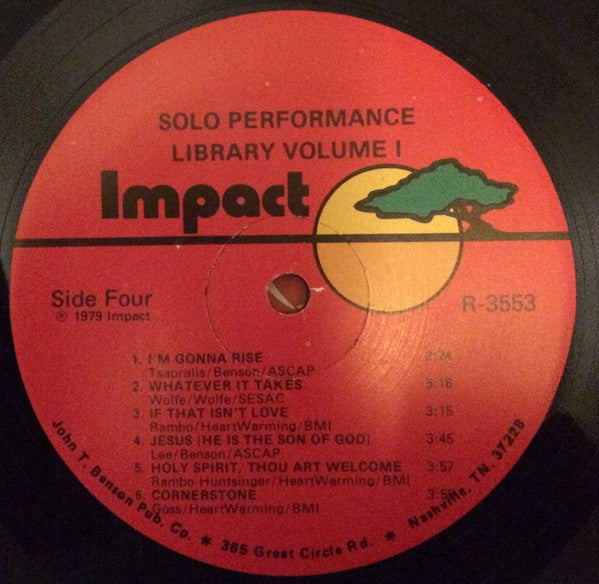 SOLO PERFORMANCE
LIBRARY VOLUME I
Impact
Side Four
℗ 1979 Impact
R-3553
1. I'M GONNA RISE 2:24
Tsapralis/Benson/ASCAP
2. WHATEVER IT TAKES 5:16
Wolfe/Wolfe/SESAC
3. IF THAT ISN'T LOVE 3:15
Rambo/HeartWarming/BMI
4. JESUS (HE IS THE SON OF GOD) 3:45
Lee/Benson/ASCAP
5. HOLY SPIRIT, THOU ART WELCOME 3:57
Rambo-Huntsinger/HeartWarming/BMI
6. CORNERSTONE
Goss/HeartWarming/BMI
John T. Benson Pub. Co. * 365 Great Circle Rd. * Nashville, TN. 37228